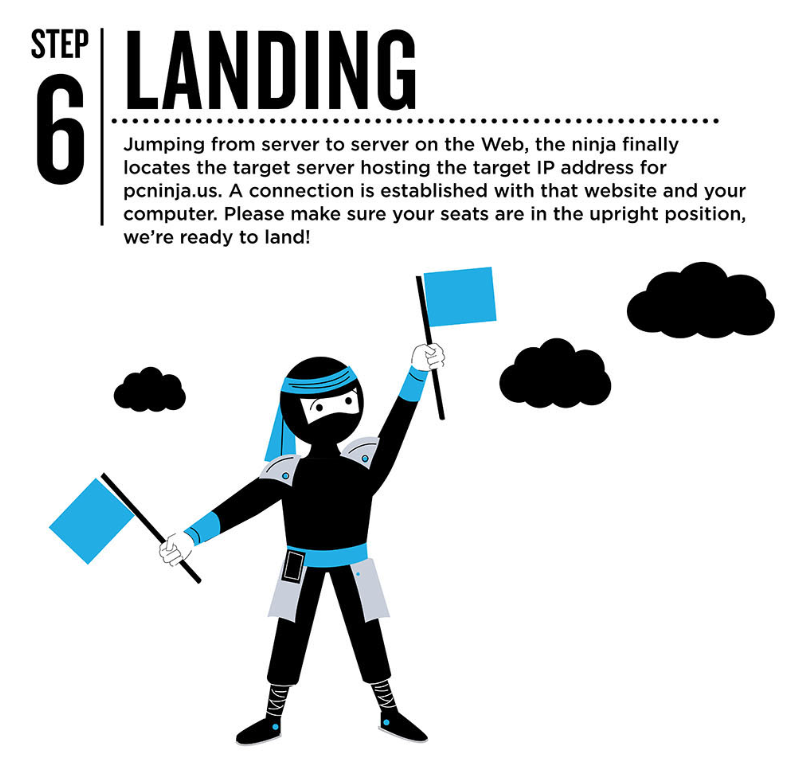 STEP
6
LANDING
Jumping from server to server on the Web, the ninja finally
locates the target server hosting the target IP address for
pcninja.us. A connection is established with that website and your
computer. Please make sure your seats are in the upright position,
we’re ready to land!